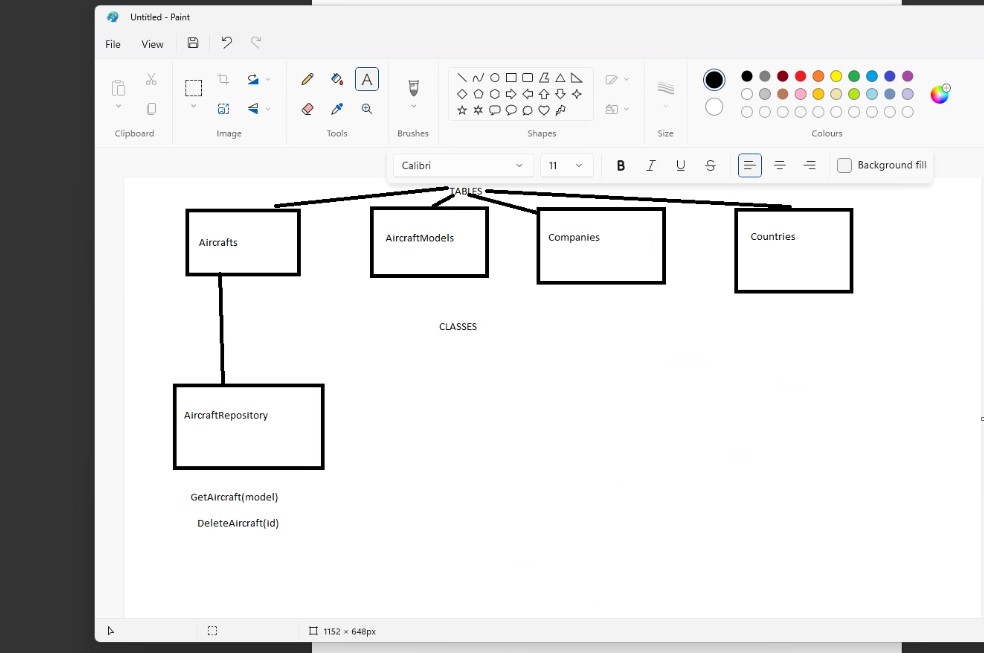 Untitled - Paint
File View
Clipboard Image Tools Brushes Shapes Size Colours
Calibri 11 B I U S Background fill
TABLES
Aircrafts AircraftModels Companies Countries
CLASSES
AircraftRepository
GetAircraft(model)
DeleteAircraft(id)
1152 × 648px